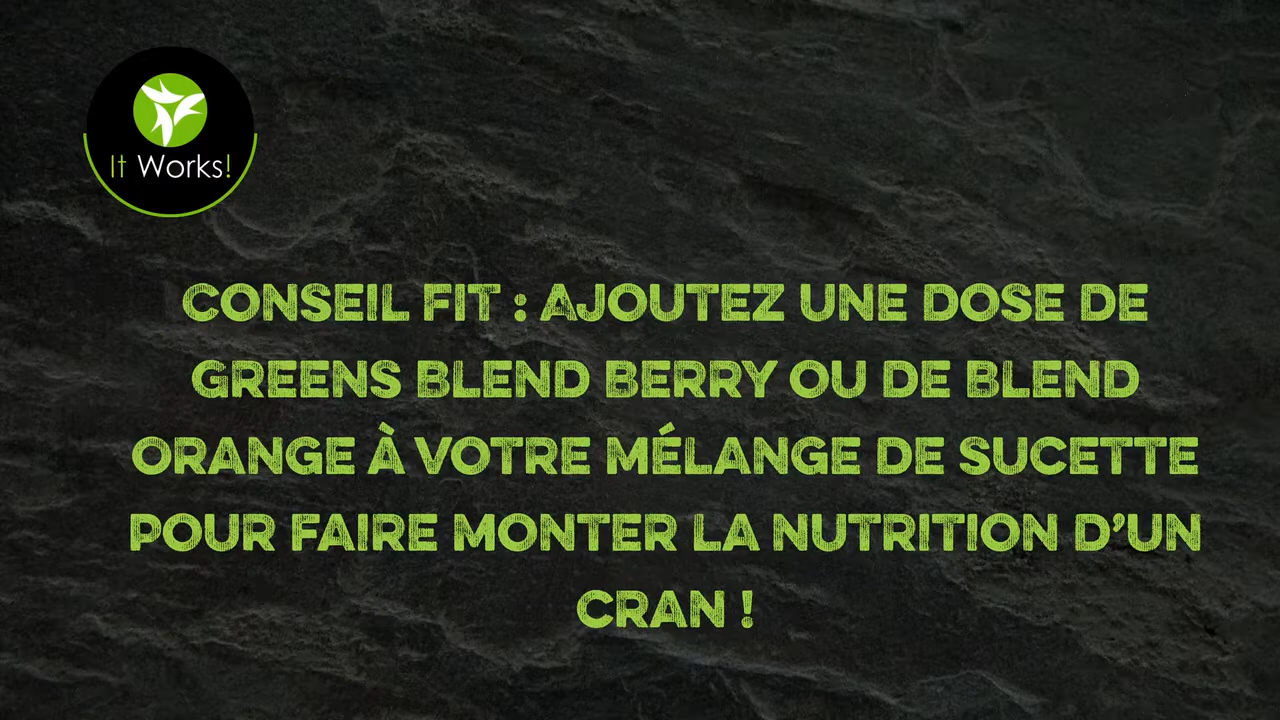 It Works!
CONSEIL FIT : AJOUTEZ UNE DOSE DE
GREENS BLEND BERRY OU DE BLEND
ORANGE À VOTRE MÉLANGE DE SUCETTE
POUR FAIRE MONTER LA NUTRITION D’UN
CRAN !